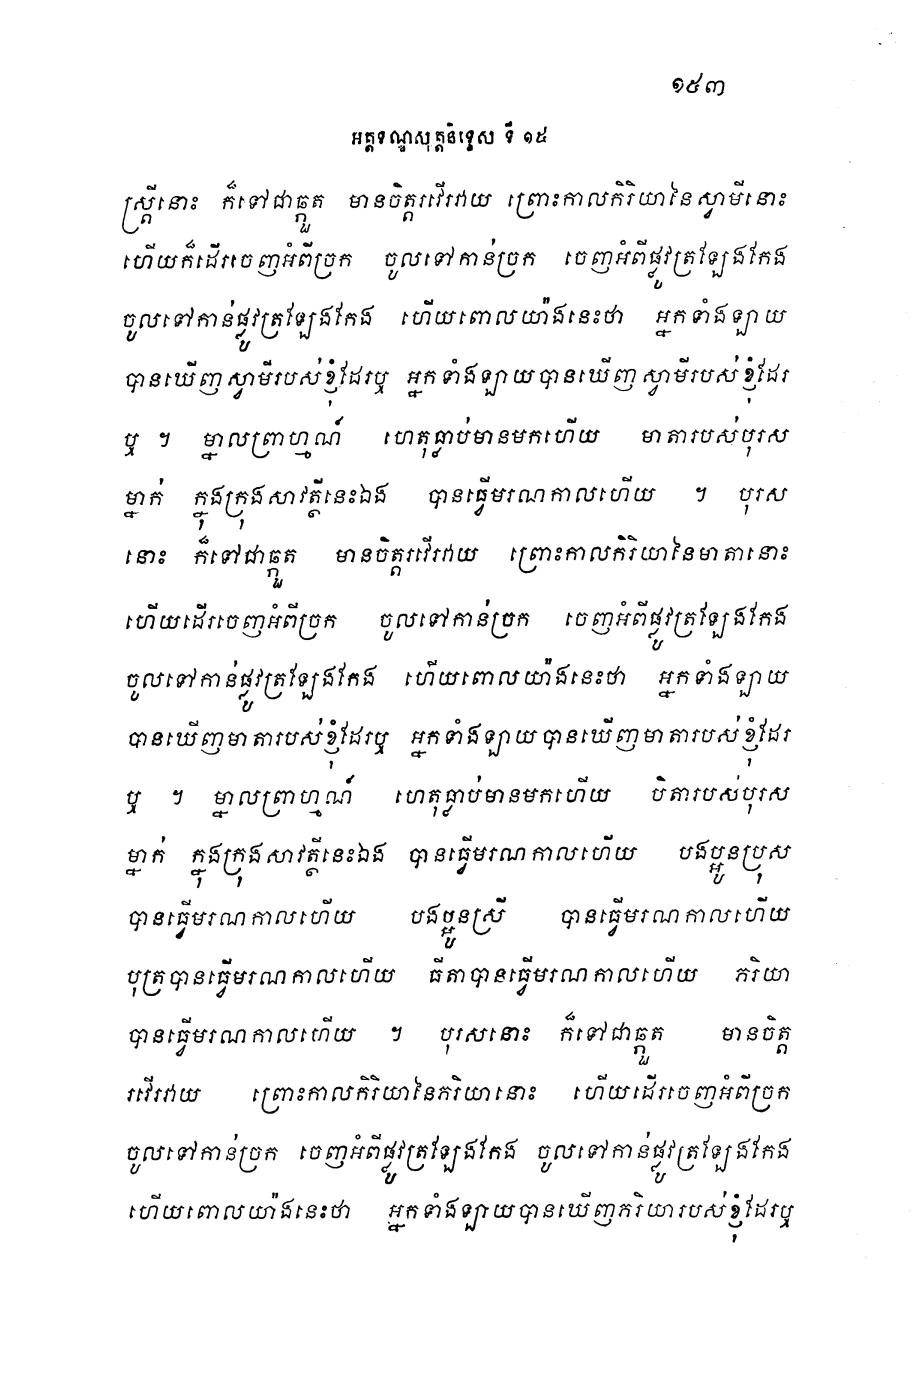 ១៥៣
អត្តទណ្ឌសុត្តនិទ្ទេស ទី ១៥
ស្ត្រីនោះ ក៏ទៅជាឆ្កួត មានចិត្តរវើរវាយ ព្រោះកាលកិរិយានៃស្វាមីនោះ
ហើយក៏ដើរចេញអំពីច្រក ចូលទៅកាន់ច្រក ចេញអំពីផ្លូវត្រឡែងកែង
ចូលទៅកាន់ផ្លូវត្រឡែងកែង ហើយពោលយ៉ាងនេះថា អ្នកទាំងឡាយ
បានឃើញស្វាមីរបស់ខ្ញុំដែរឬ អ្នកទាំងឡាយបានឃើញស្វាមីរបស់ខ្ញុំដែរ
ឬ ។ ម្នាលព្រាហ្មណ៍ ហេតុធ្លាប់មានមកហើយ មាតារបស់បុរស
ម្នាក់ ក្នុងក្រុងសាវត្ថីនេះឯង បានធ្វើមរណកាលហើយ ។ បុរស
នោះ ក៏ទៅជាឆ្កួត មានចិត្តរវើរវាយ ព្រោះកាលកិរិយានៃមាតានោះ
ហើយដើរចេញអំពីច្រក ចូលទៅកាន់ច្រក ចេញអំពីផ្លូវត្រឡែងកែង
ចូលទៅកាន់ផ្លូវត្រឡែងកែង ហើយពោលយ៉ាងនេះថា អ្នកទាំងឡាយ
បានឃើញមាតារបស់ខ្ញុំដែរឬ អ្នកទាំងឡាយបានឃើញមាតារបស់ខ្ញុំដែរ
ឬ ។ ម្នាលព្រាហ្មណ៍ ហេតុធ្លាប់មានមកហើយ បិតារបស់បុរស
ម្នាក់ ក្នុងក្រុងសាវត្ថីនេះឯង បានធ្វើមរណកាលហើយ បងប្អូនប្រុស
បានធ្វើមរណកាលហើយ បងប្អូនស្រី បានធ្វើមរណកាលហើយ
បុត្របានធ្វើមរណកាលហើយ ធីតាបានធ្វើមរណកាលហើយ ភរិយា
បានធ្វើមរណកាលហើយ ។ បុរសនោះ ក៏ទៅជាឆ្កួត មានចិត្ត
រវើរវាយ ព្រោះកាលកិរិយានៃភរិយានោះ ហើយដើរចេញអំពីច្រក
ចូលទៅកាន់ច្រក ចេញអំពីផ្លូវត្រឡែងកែង ចូលទៅកាន់ផ្លូវត្រឡែងកែង
ហើយពោលយ៉ាងនេះថា អ្នកទាំងឡាយបានឃើញភរិយារបស់ខ្ញុំដែរឬ